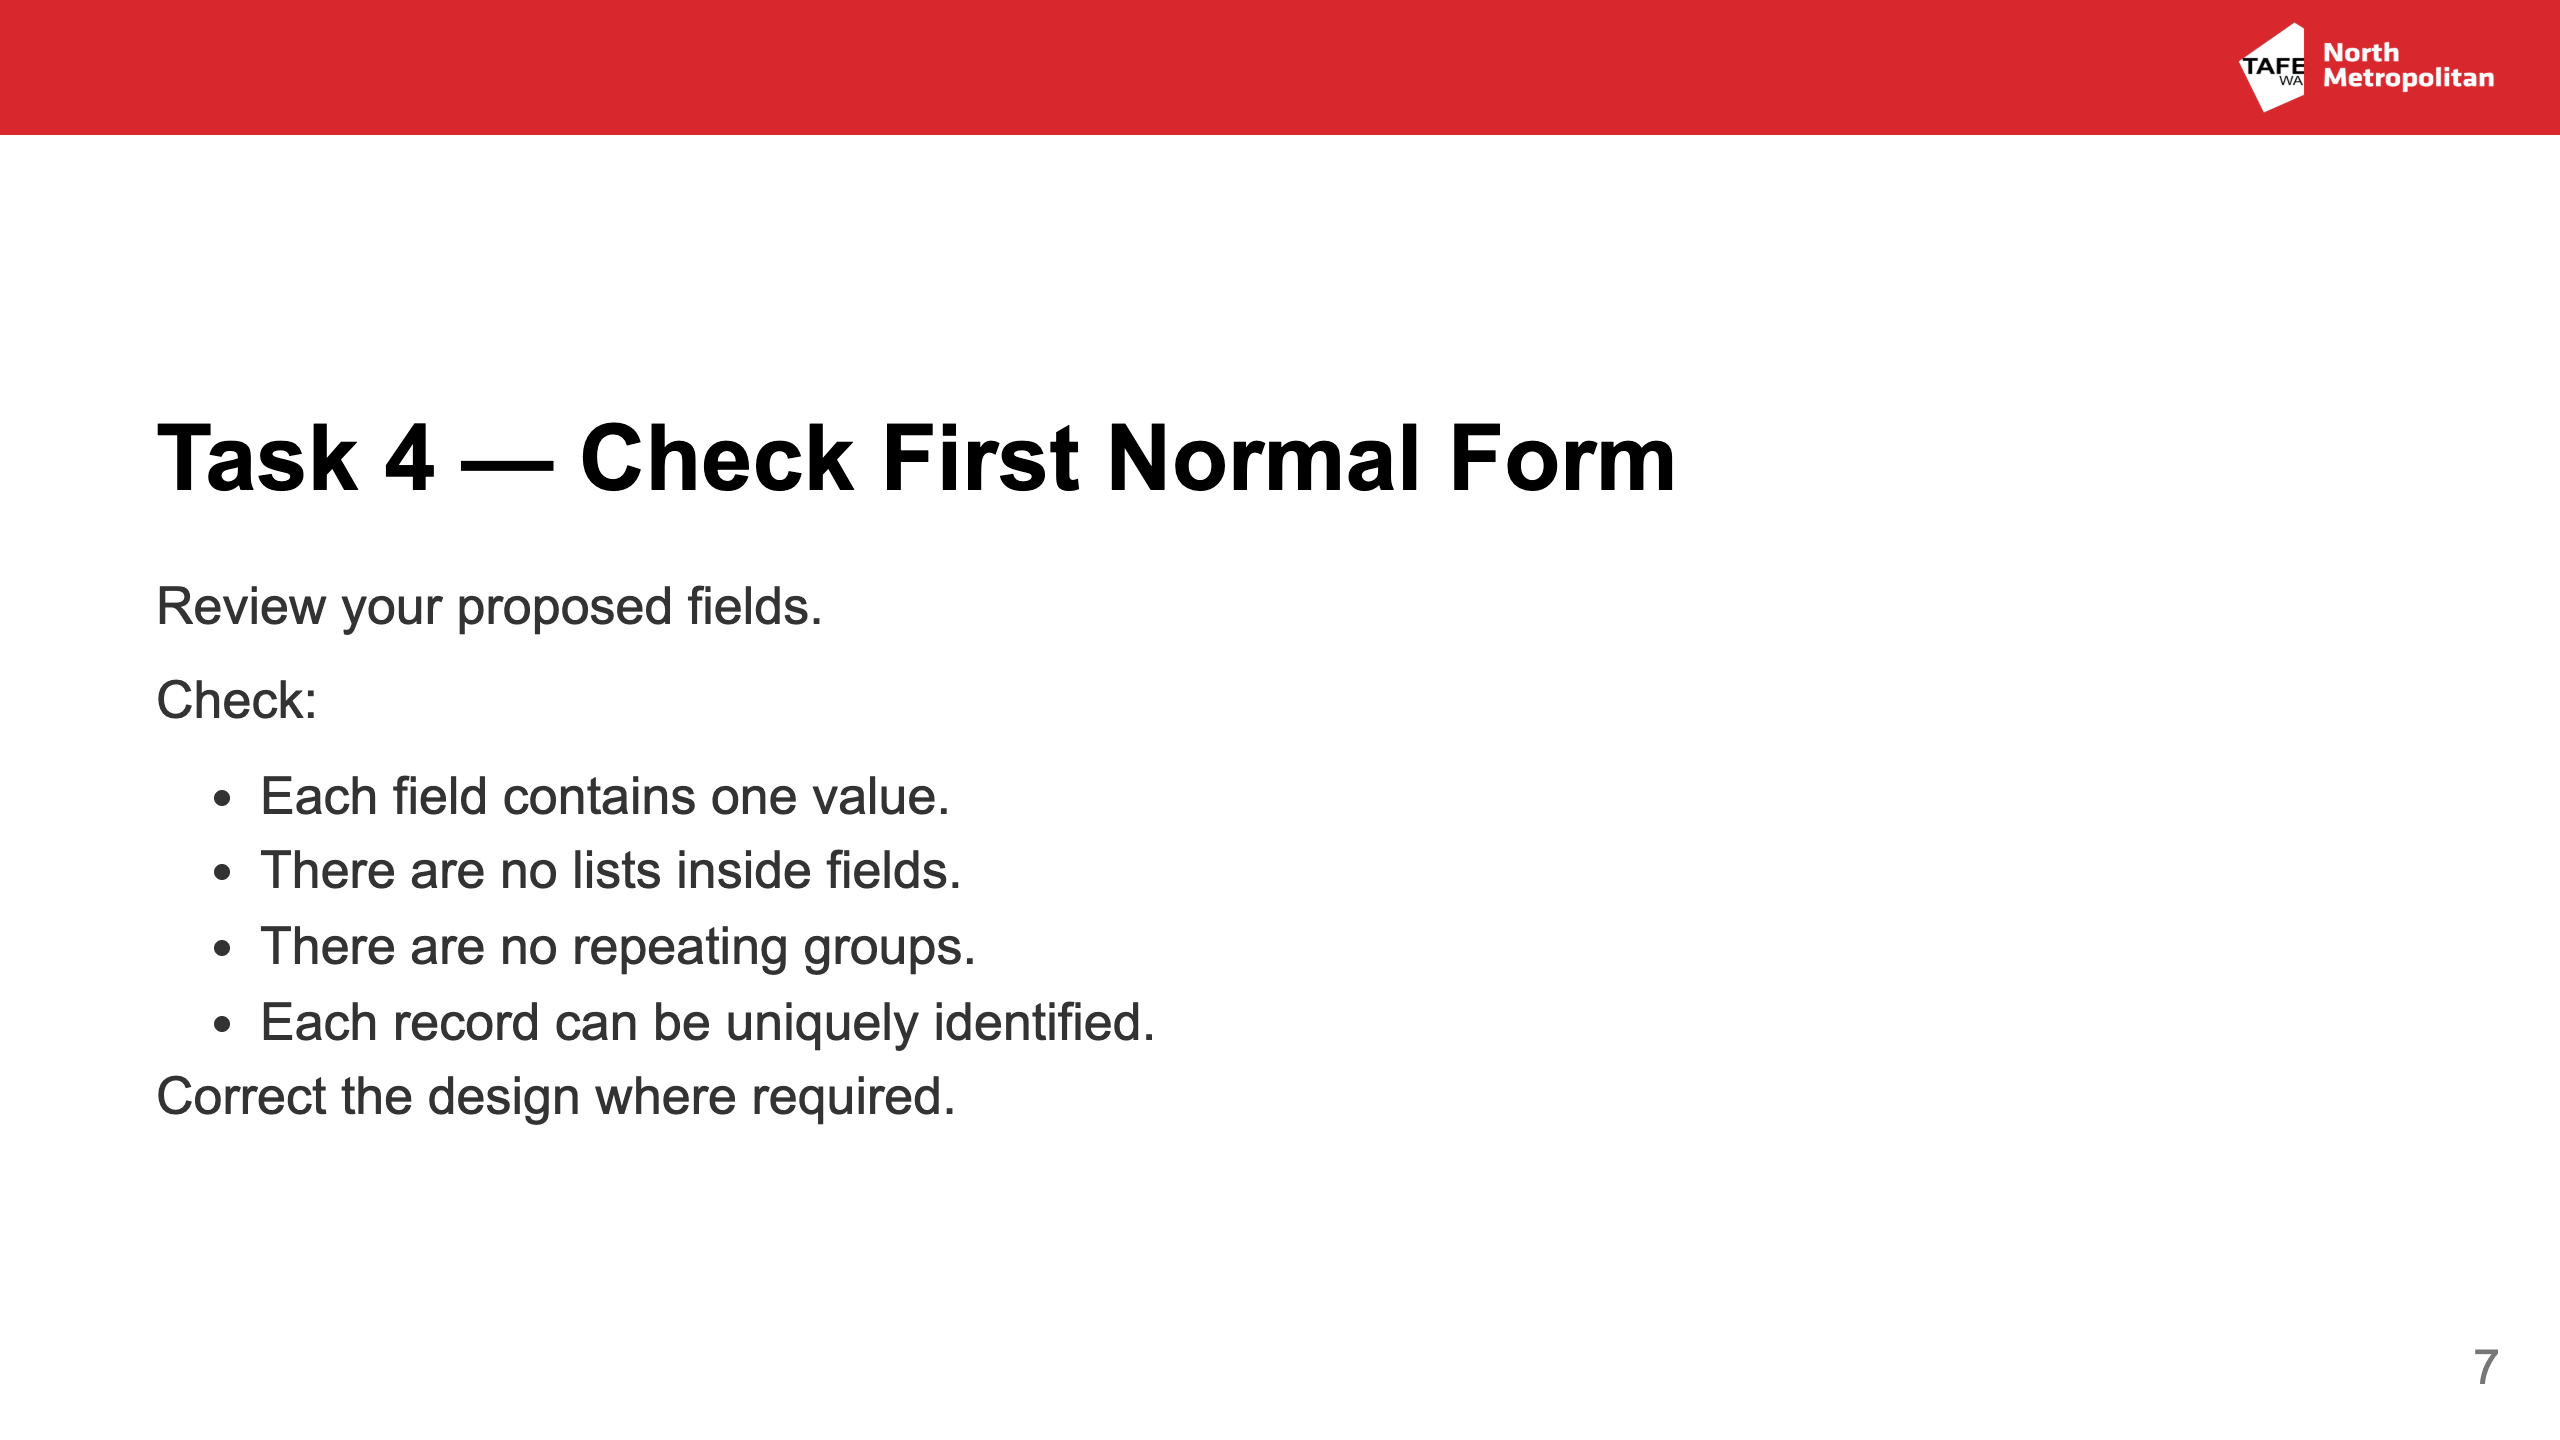 TAFE
WA
North
Metropolitan
Task 4 — Check First Normal Form
Review your proposed fields.
Check:
• Each field contains one value.
• There are no lists inside fields.
• There are no repeating groups.
• Each record can be uniquely identified.
Correct the design where required.
7